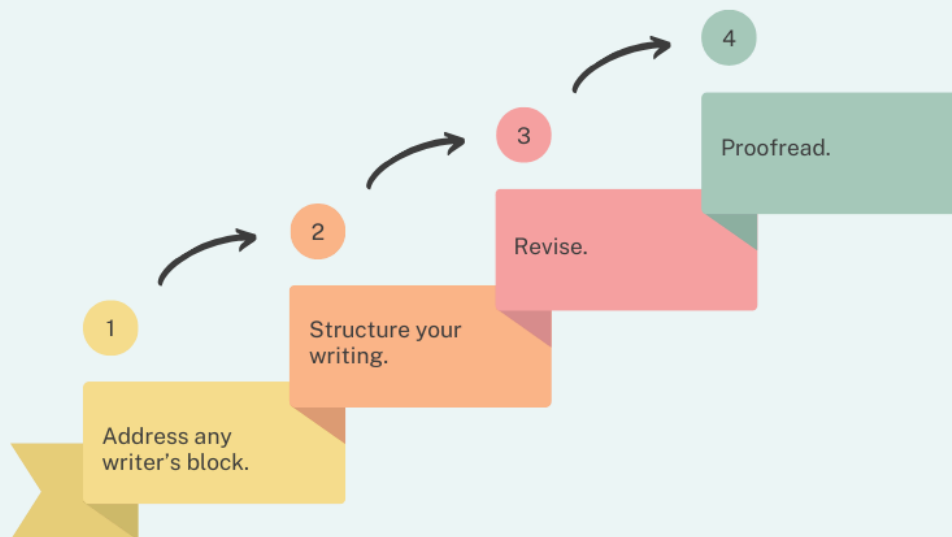 1
Address any
writer’s block.
2
Structure your
writing.
3
Revise.
4
Proofread.